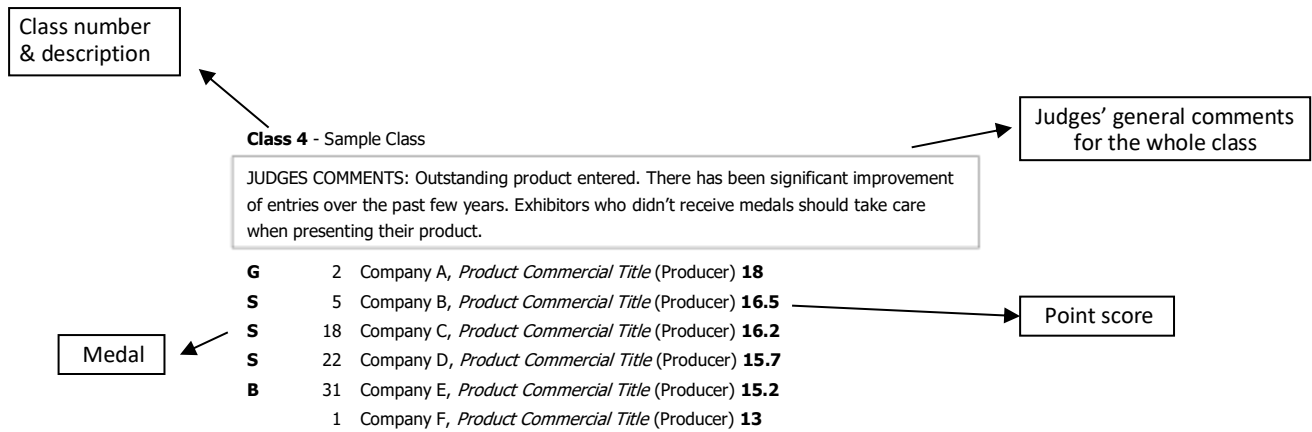 Class number
& description
Judges' general comments
for the whole class
Class 4 - Sample Class
JUDGES COMMENTS: Outstanding product entered. There has been significant improvement
of entries over the past few years. Exhibitors who didn't receive medals should take care
when presenting their product.
G 2 Company A, Product Commercial Title (Producer) 18
S 5 Company B, Product Commercial Title (Producer) 16.5
Point score
S 18 Company C, Product Commercial Title (Producer) 16.2
Medal
S 22 Company D, Product Commercial Title (Producer) 15.7
B 31 Company E, Product Commercial Title (Producer) 15.2
1 Company F, Product Commercial Title (Producer) 13